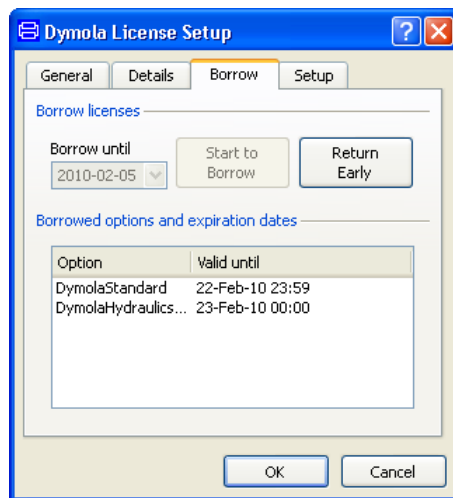 Dymola License Setup
General Details Borrow Setup
Borrow licenses
Borrow until
2010-02-05
Start to
Borrow
Return
Early
Borrowed options and expiration dates
Option Valid until
DymolaStandard 22-Feb-10 23:59
DymolaHydraulics... 23-Feb-10 00:00
OK Cancel